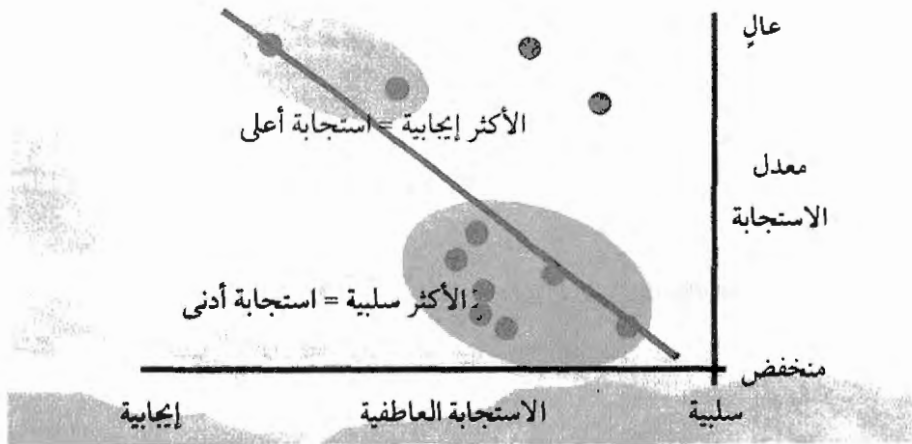 عالٍ
الأكثر إيجابية = استجابة أعلى
معدل
الاستجابة
الأكثر سلبية = استجابة أدنى
منخفض
سلبية
الاستجابة العاطفية
إيجابية